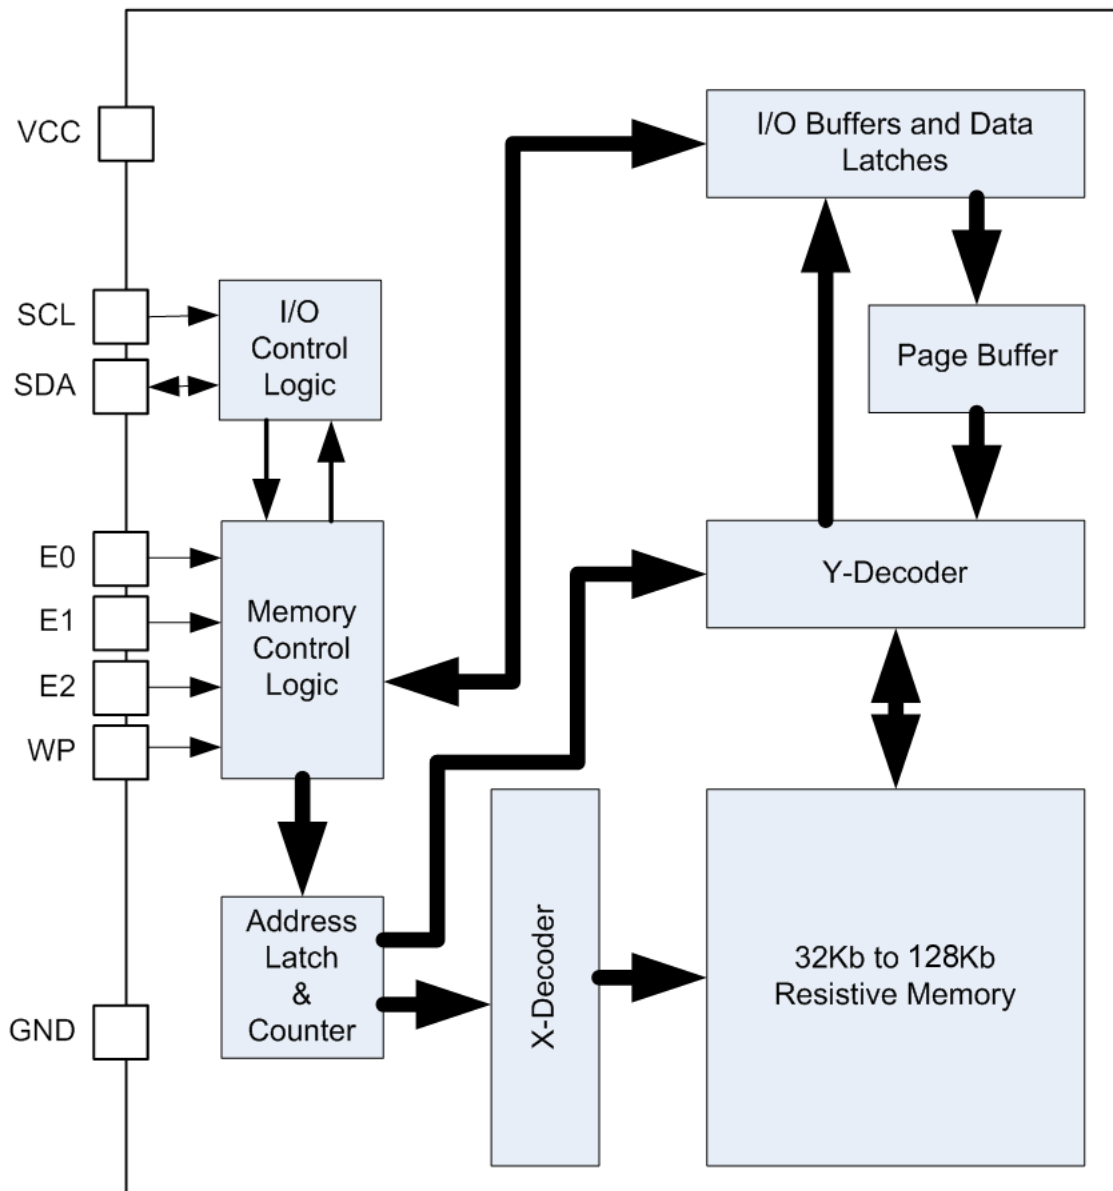 VCC
I/O Buffers and Data
Latches
SCL
SDA
I/O
Control
Logic
Page Buffer
E0
E1
E2
WP
Memory
Control
Logic
Y-Decoder
Address
Latch
&
Counter
X-Decoder
32Kb to 128Kb
Resistive Memory
GND